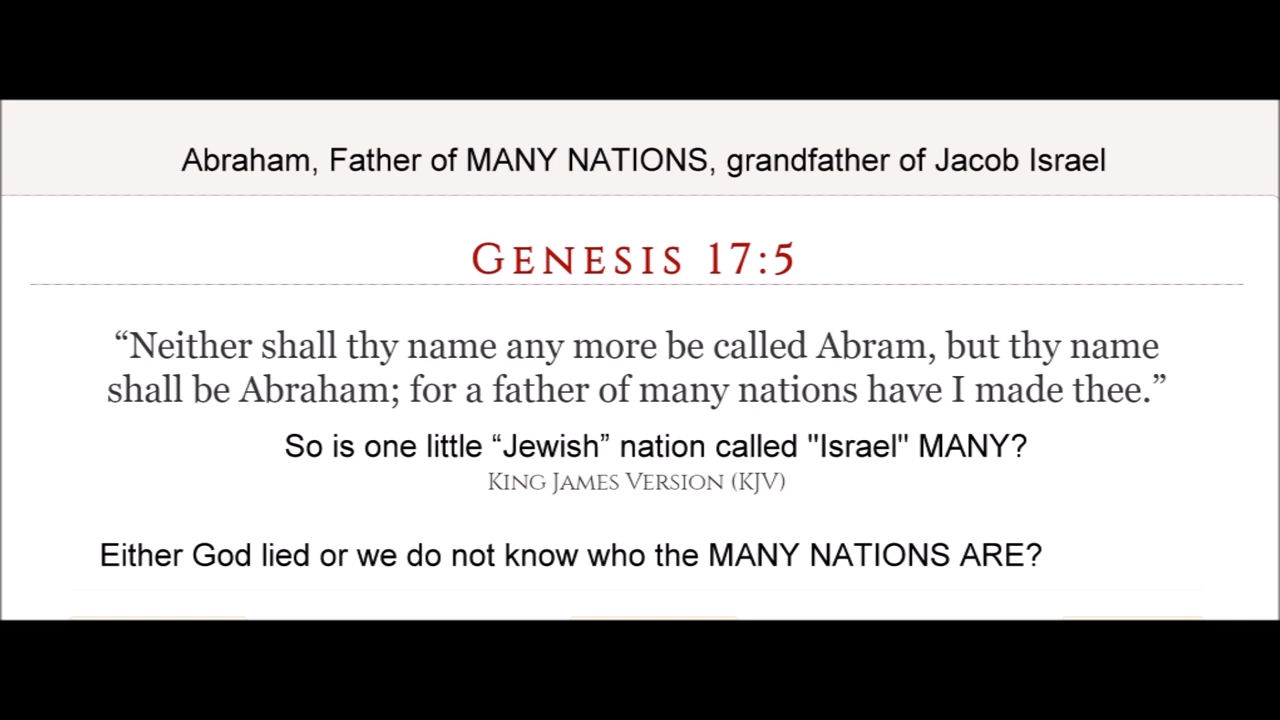 Abraham, Father of MANY NATIONS, grandfather of Jacob Israel
GENESIS 17:5
“Neither shall thy name any more be called Abram, but thy name
shall be Abraham; for a father of many nations have I made thee.”
So is one little “Jewish” nation called "Israel" MANY?
KING JAMES VERSION (KJV)
Either God lied or we do not know who the MANY NATIONS ARE?